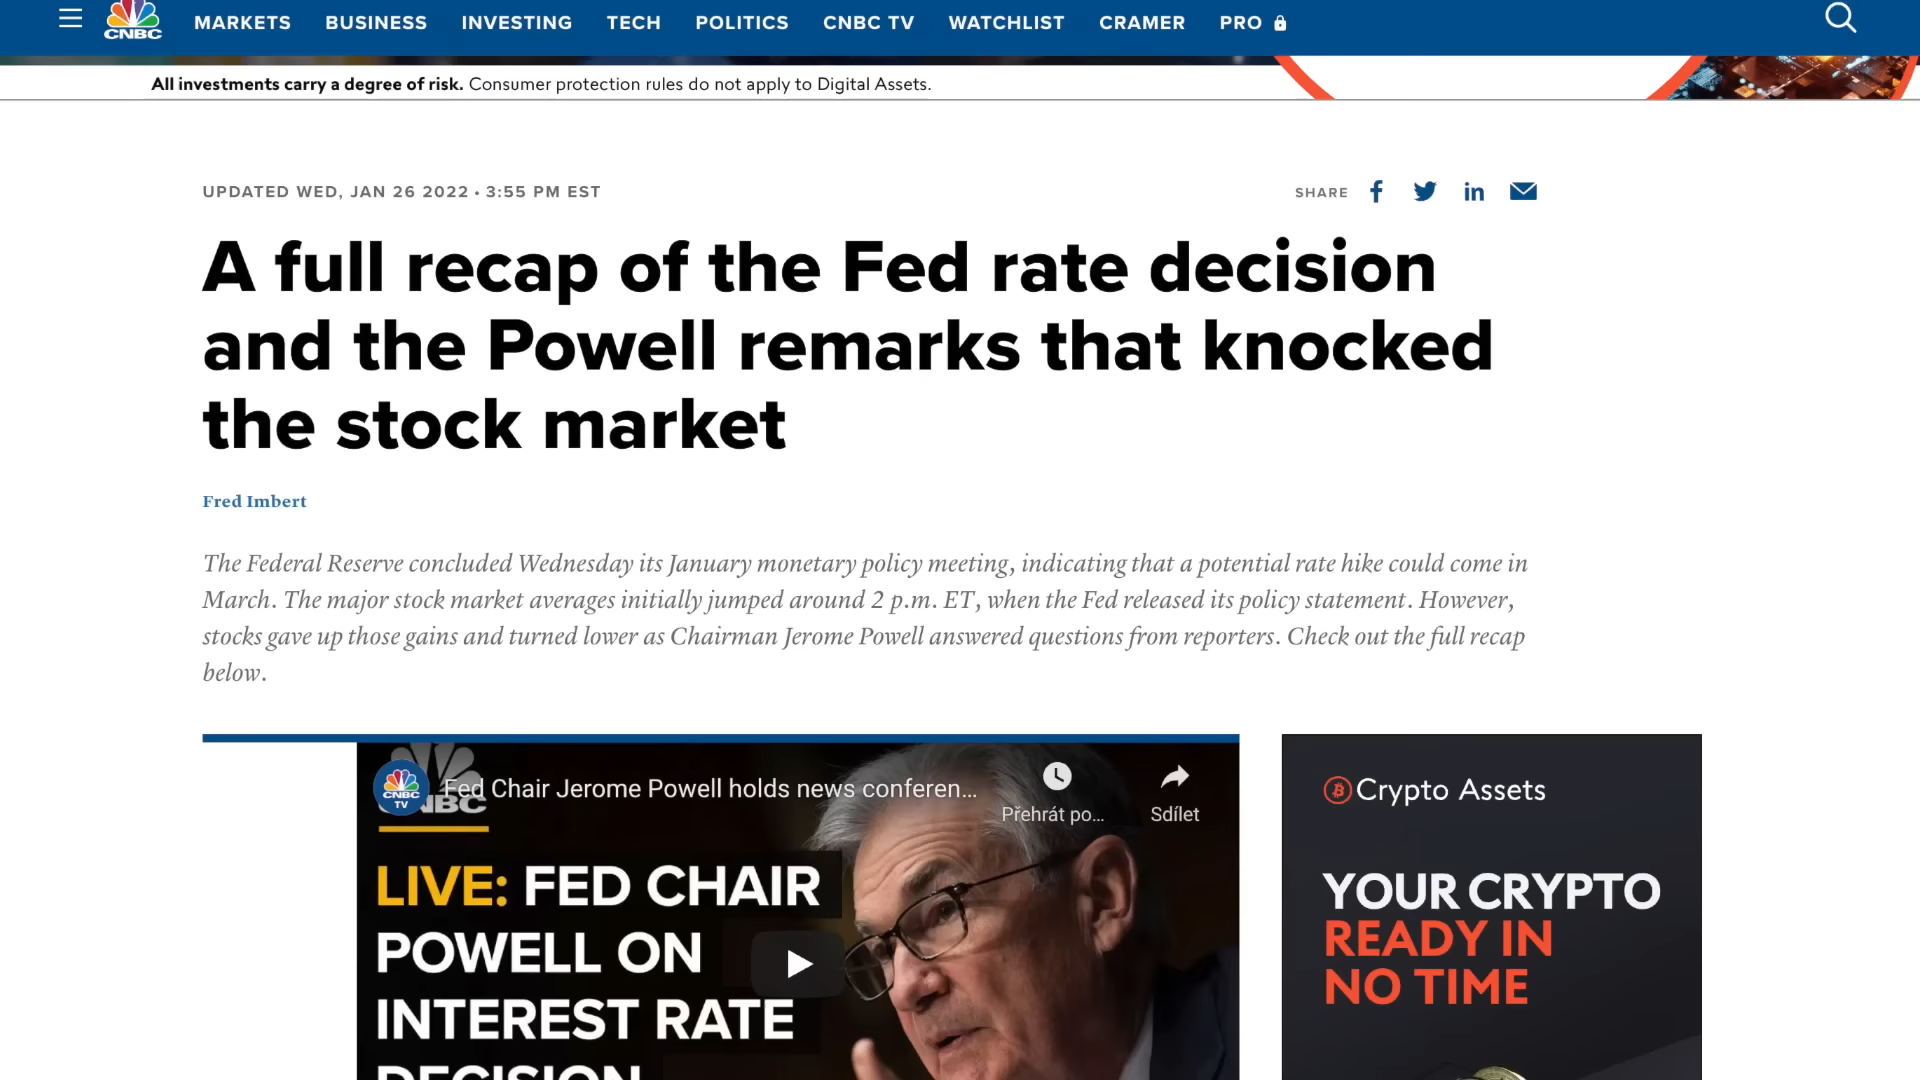 CNBC
MARKETS BUSINESS INVESTING TECH POLITICS CNBC TV WATCHLIST CRAMER PRO
All investments carry a degree of risk. Consumer protection rules do not apply to Digital Assets.
UPDATED WED, JAN 26 2022 • 3:55 PM EST
SHARE
A full recap of the Fed rate decision
and the Powell remarks that knocked
the stock market
Fred Imbert
The Federal Reserve concluded Wednesday its January monetary policy meeting, indicating that a potential rate hike could come in
March. The major stock market averages initially jumped around 2 p.m. ET, when the Fed released its policy statement. However,
stocks gave up those gains and turned lower as Chairman Jerome Powell answered questions from reporters. Check out the full recap
below.
CNBC
TV
CNBC
Fed Chair Jerome Powell holds news conferen...
Přehrát po...
Sdílet
LIVE: FED CHAIR
POWELL ON
INTEREST RATE
DECISION
Crypto Assets
YOUR CRYPTO
READY IN
NO TIME